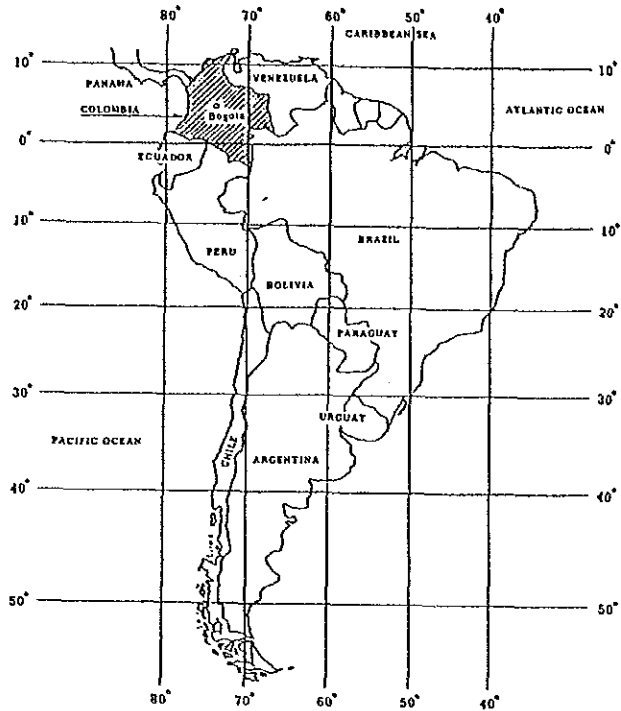 80° 70° 60° 50° 40°
CARIBBEAN SEA
10° 10°
VENEZUELA
PANAMA
COLOMBIA
Bogota
ATLANTIC OCEAN
0° 0°
ECUADOR
10° 10°
PERU
BRAZIL
BOLIVIA
20° 20°
PARAGUAY
30° 30°
URGUAT
PACIFIC OCEAN
CHILE
ARGENTINA
40° 40°
50° 50°
80° 70° 60° 50° 40°